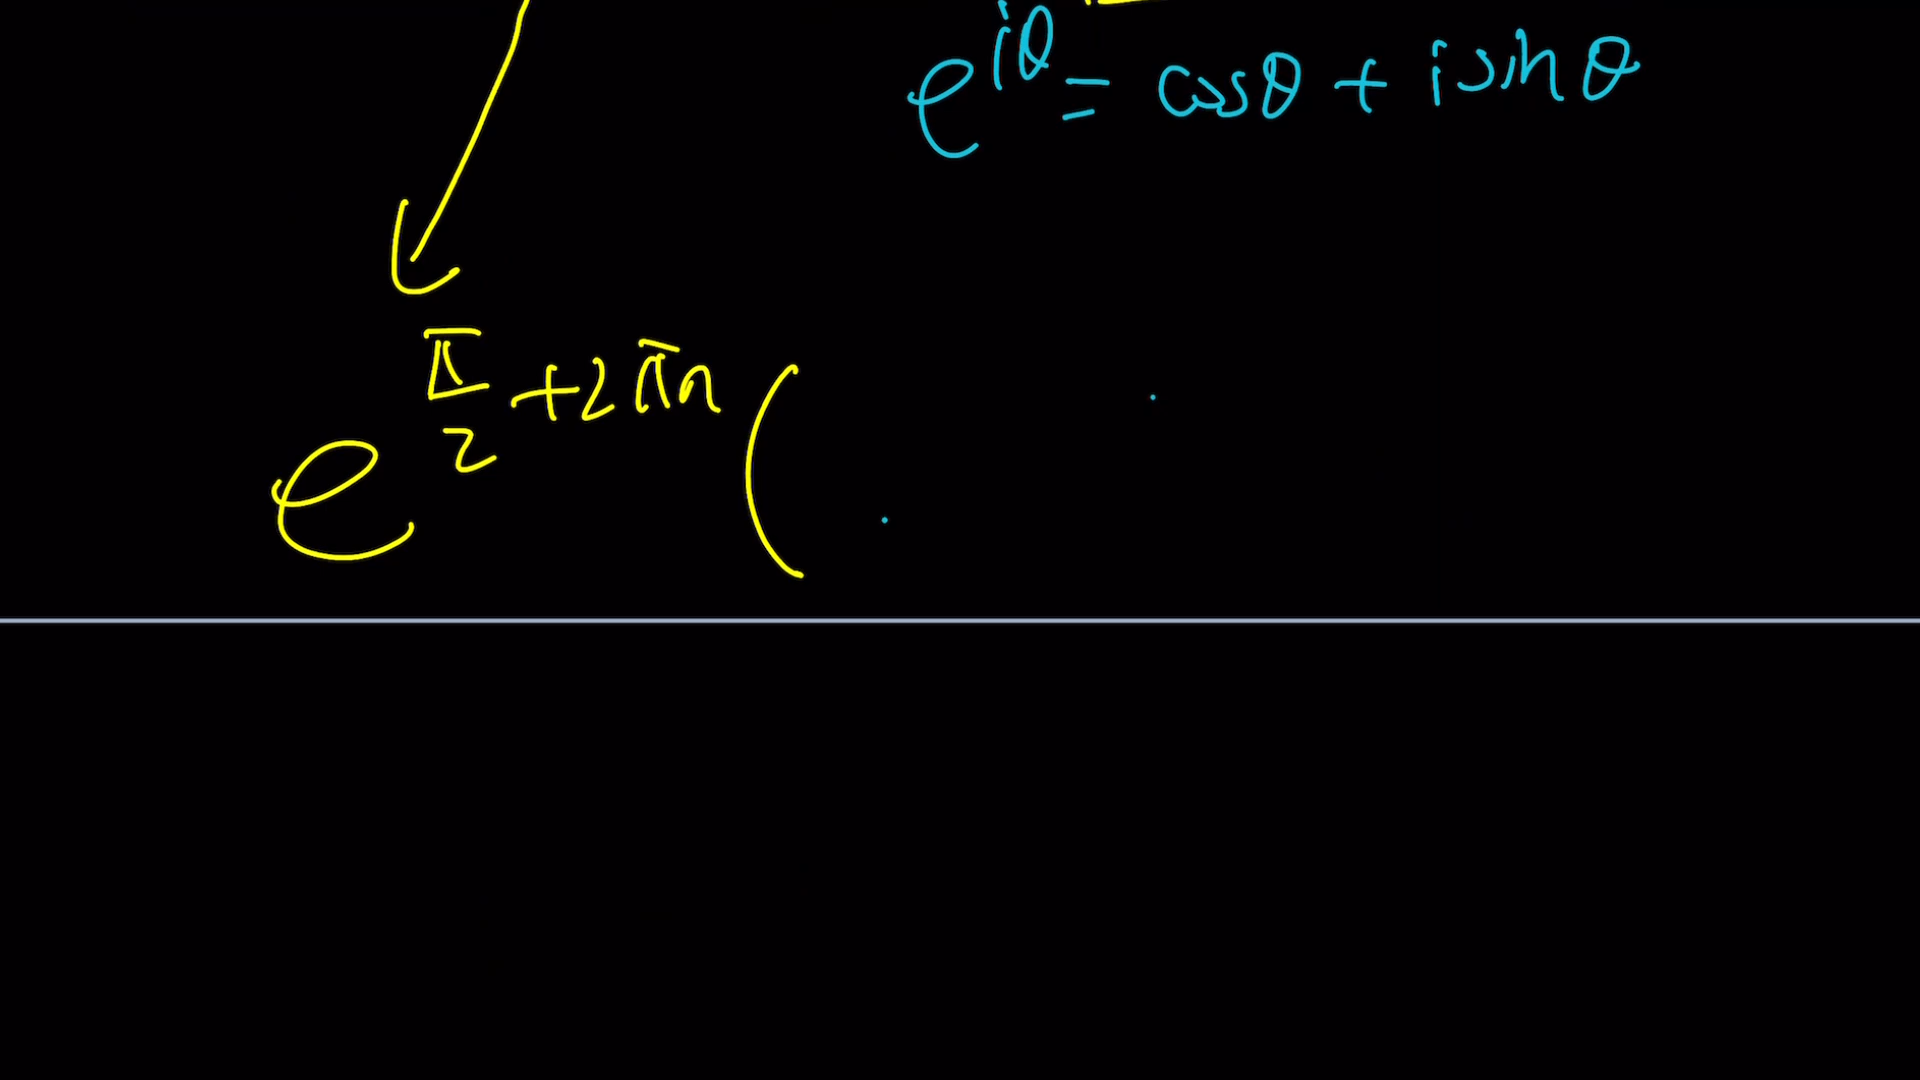 e^{iθ} = cosθ + i sinθ
e^{π/2 + 2πn} (